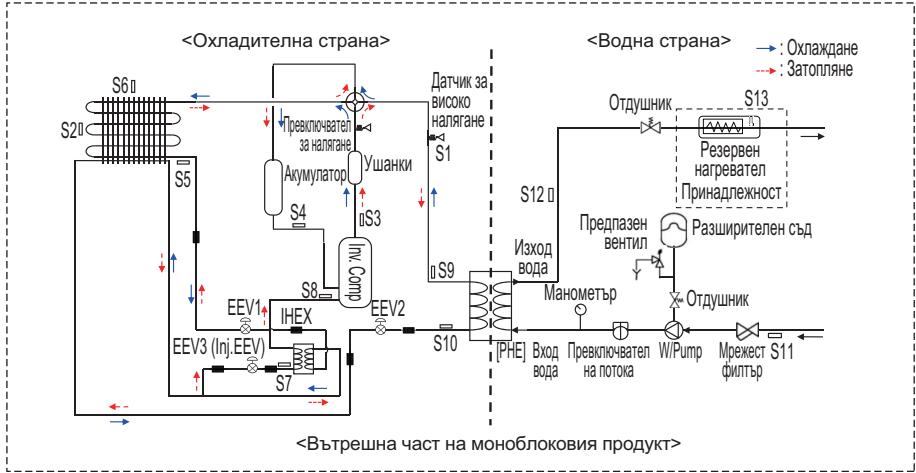 <Охладителна страна>
<Водна страна>
: Охлаждане
: Затопляне
S6
S2
S5
Превключвател
за налягане
Акумулатор
Ушанки
Датчик за
високо
налягане
S1
S4
S3
Inv. Comp
S8
S9
EEV1
IHEX
EEV2
EEV3 (Inj.EEV)
S7
S10
[PHE]
Отдушник
S13
Резервен
нагревател
Принадлежност
S12
Изход
вода
Предпазен
вентил
Разширителен съд
Манометър
Отдушник
Вход
вода
Превключвател
на потока
W/Pump
Мрежест
филтър
S11
<Вътрешна част на моноблоковия продукт>